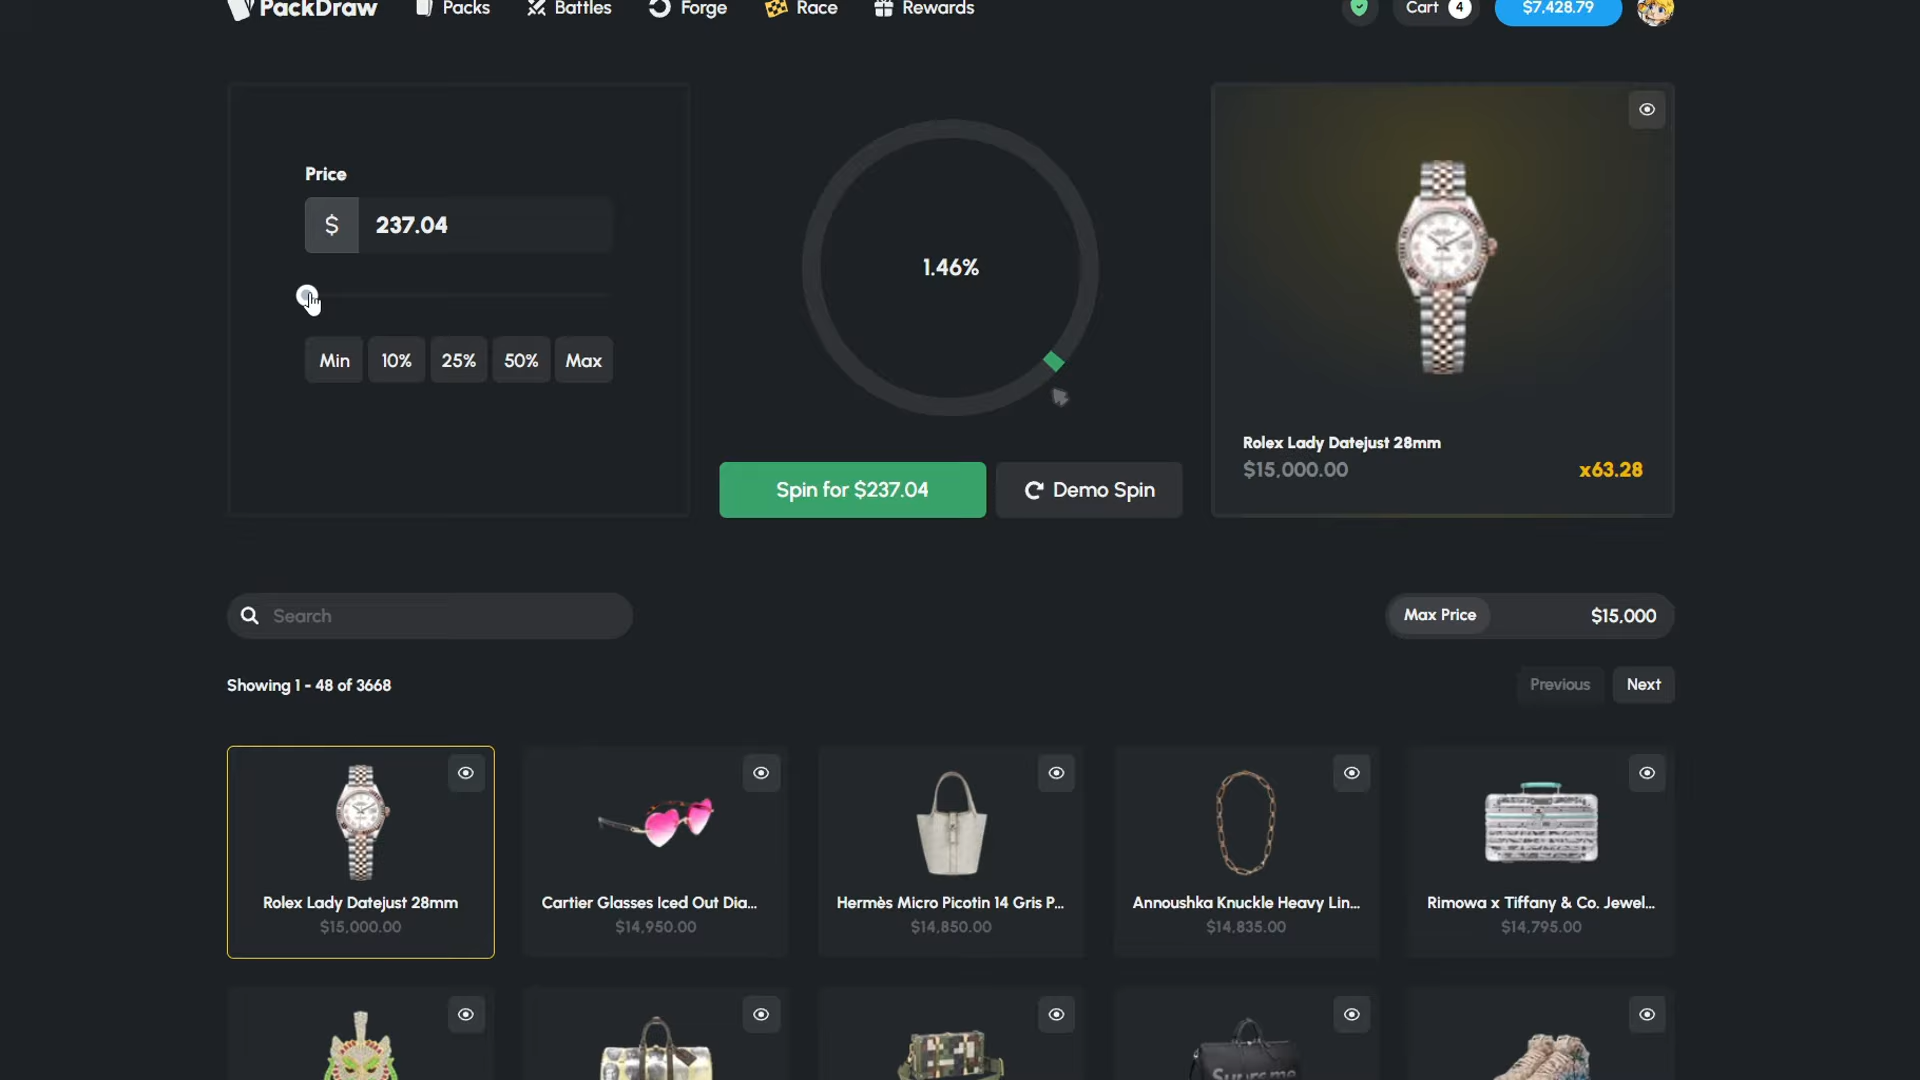 PackDraw Packs Battles Forge Race Rewards Cart 4 $7,428.79
Price
$ 237.04
Min 10% 25% 50% Max
1.46%
Spin for $237.04 Demo Spin
Rolex Lady Datejust 28mm
$15,000.00 x63.28
Search
Max Price $15,000
Showing 1 - 48 of 3668
Previous Next
Rolex Lady Datejust 28mm
$15,000.00
Cartier Glasses Iced Out Dia...
$14,950.00
Hermès Micro Picotin 14 Gris P...
$14,850.00
Annoushka Knuckle Heavy Lin...
$14,835.00
Rimowa x Tiffany & Co. Jewel...
$14,795.00
Supreme